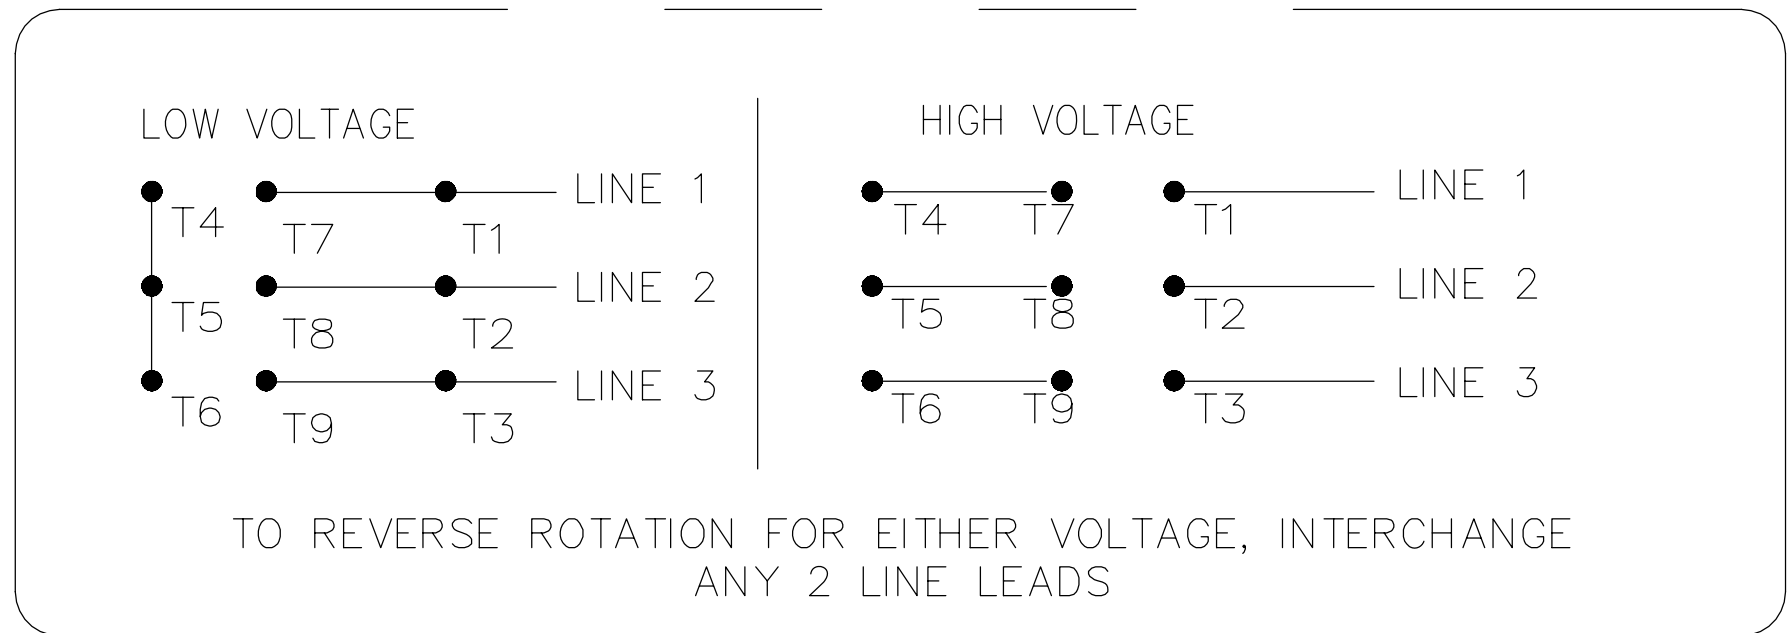 LOW VOLTAGE
T4 T7 T1 LINE 1
T5 T8 T2 LINE 2
T6 T9 T3 LINE 3
HIGH VOLTAGE
T4 T7 T1 LINE 1
T5 T8 T2 LINE 2
T6 T9 T3 LINE 3
TO REVERSE ROTATION FOR EITHER VOLTAGE, INTERCHANGE
ANY 2 LINE LEADS